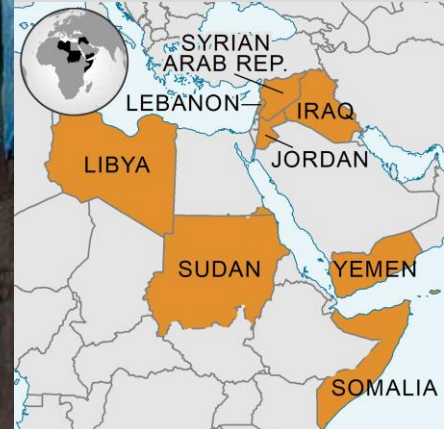 SYRIAN
ARAB REP.
LEBANON
IRAQ
LIBYA
JORDAN
SUDAN
YEMEN
SOMALIA